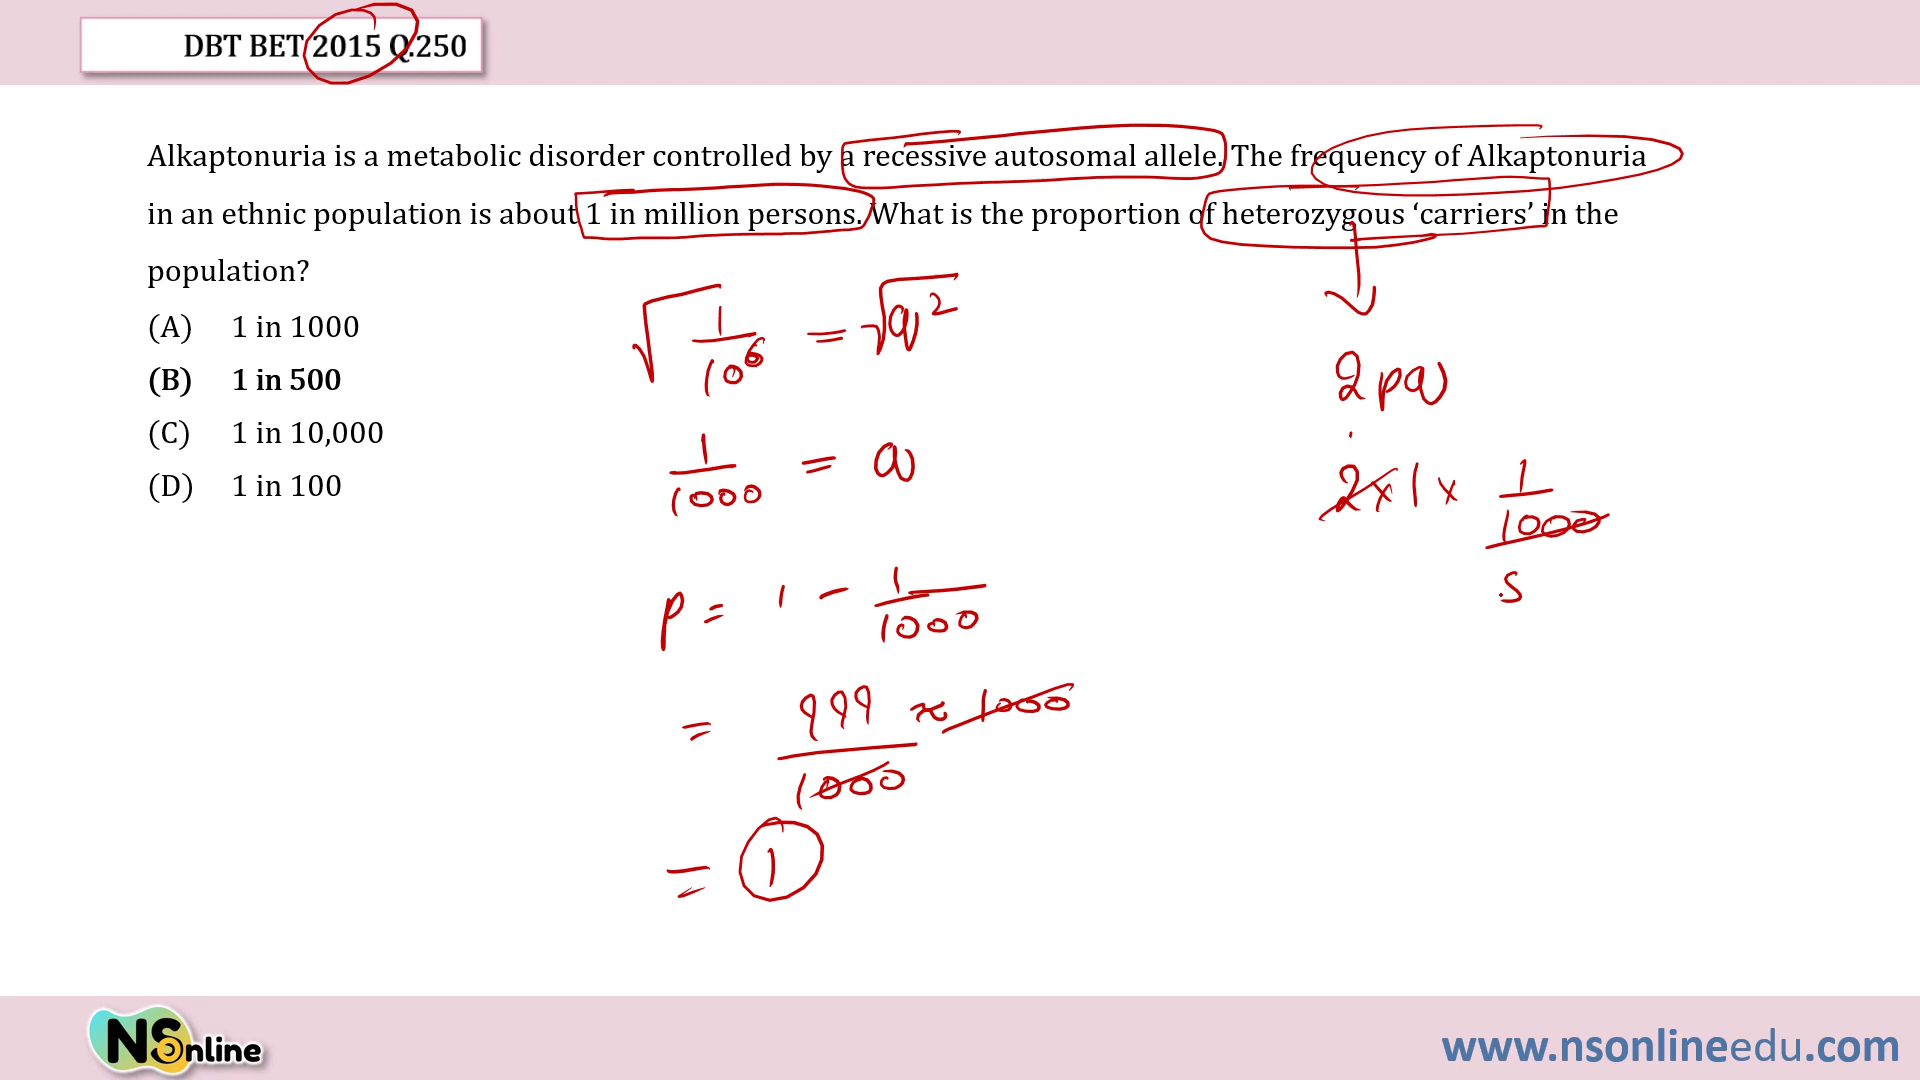 DBT BET 2015 Q.250
Alkaptonuria is a metabolic disorder controlled by a recessive autosomal allele. The frequency of Alkaptonuria
in an ethnic population is about 1 in million persons. What is the proportion of heterozygous ‘carriers’ in the
population?
(A) 1 in 1000
(B) 1 in 500
(C) 1 in 10,000
(D) 1 in 100
√1/10⁶ = √q²
1/1000 = q
p = 1 − 1/1000
= 999/1000 ≈ 1000
= 1
2pq
2 x 1 x 1/1000
5
NSOnline
www.nsonlineedu.com